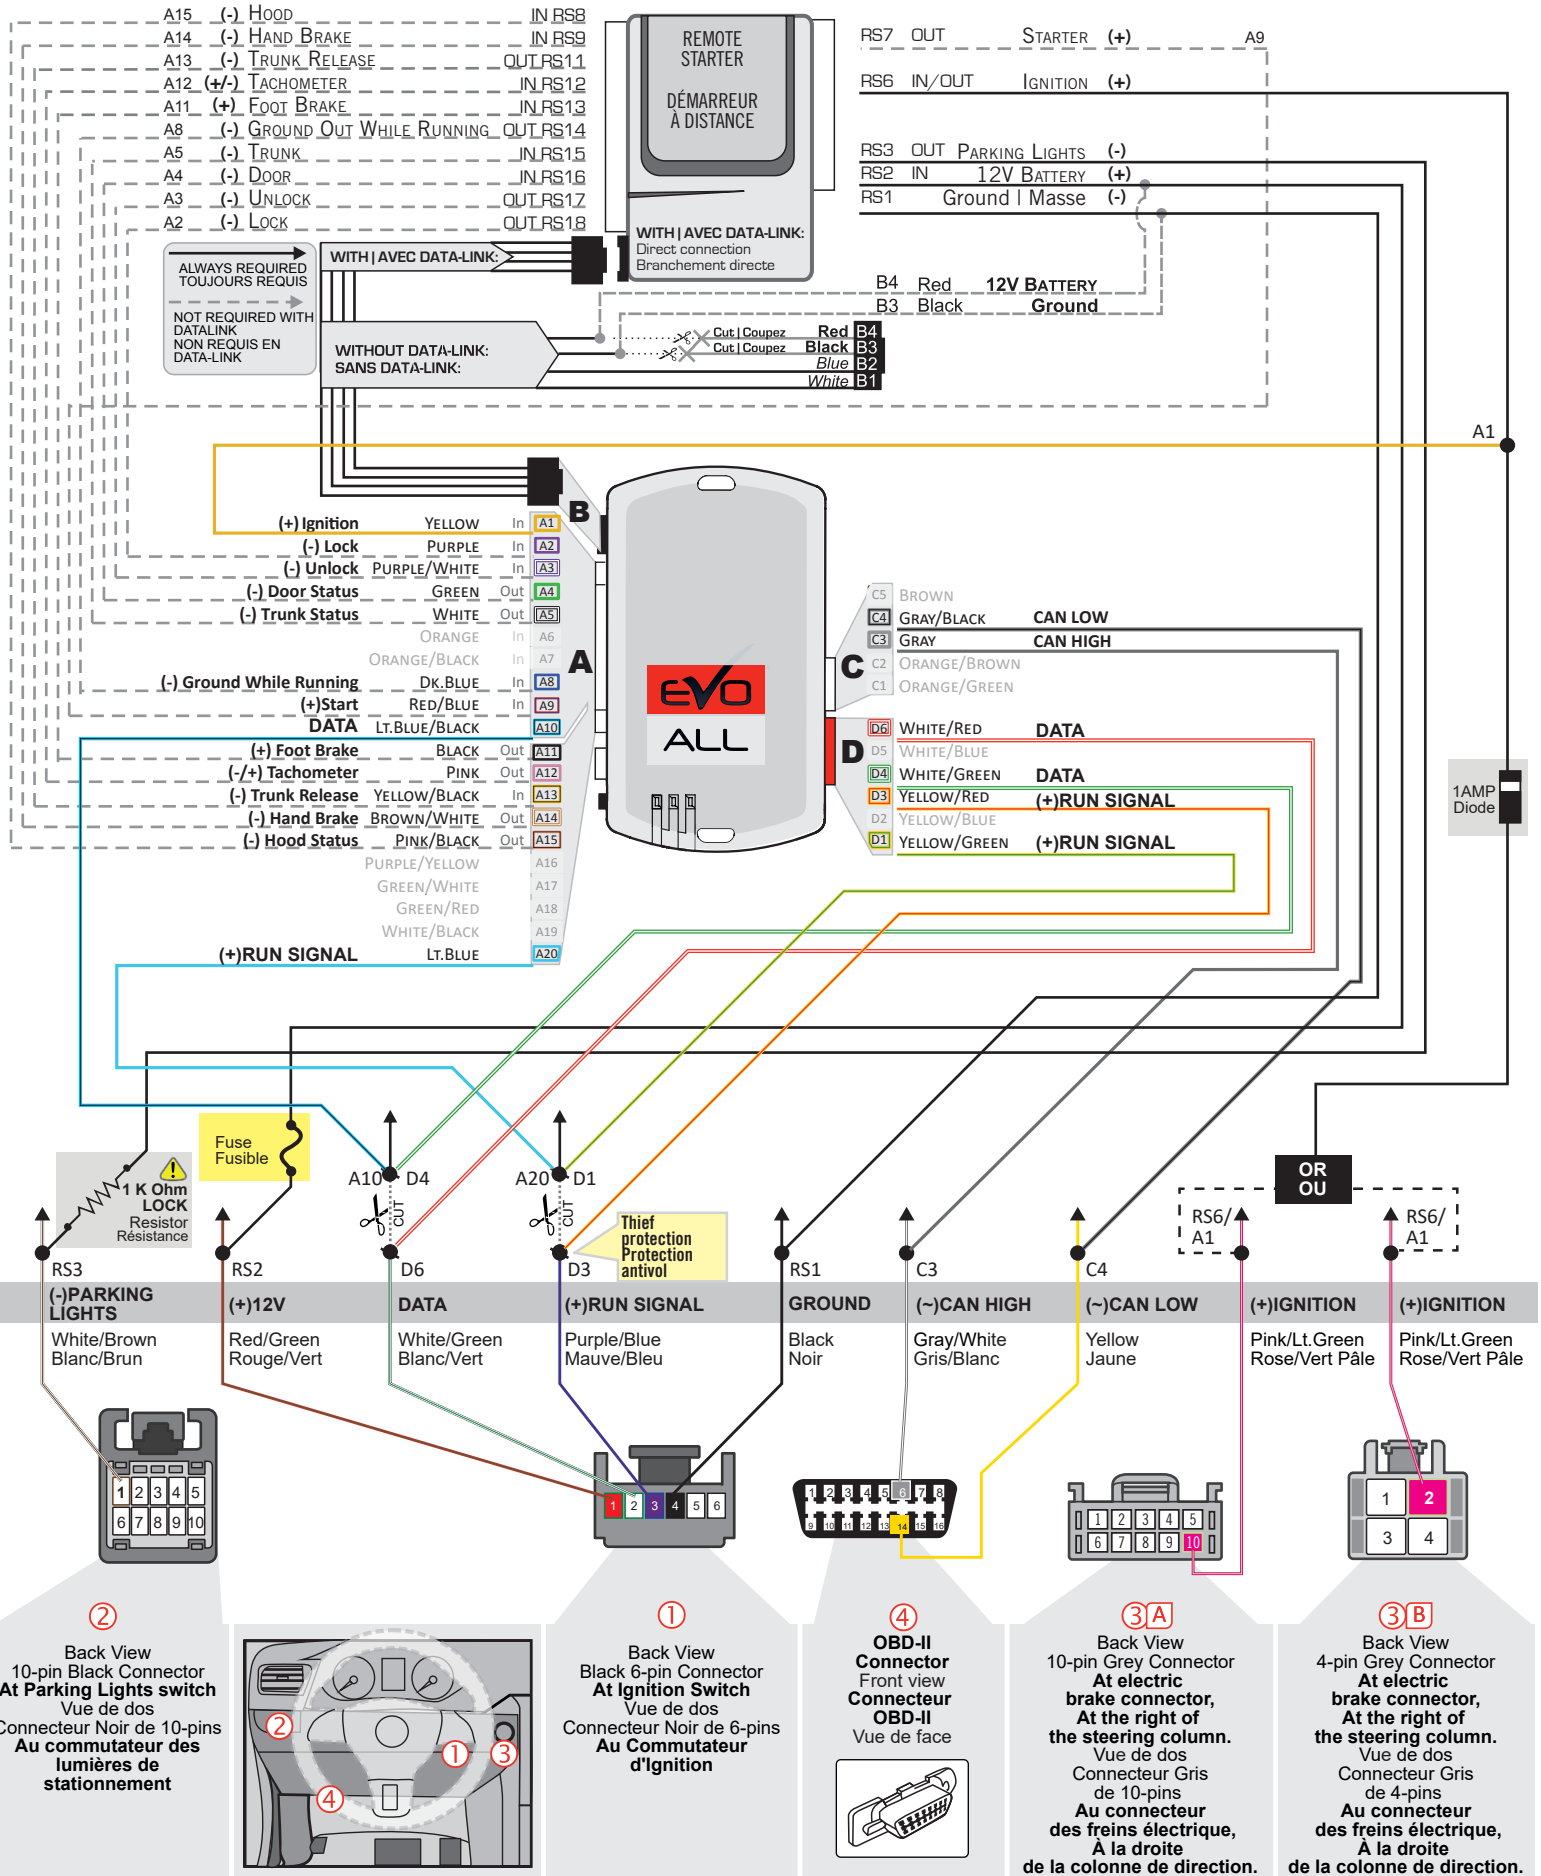 A15 (-) HOOD IN RS8
A14 (-) HAND BRAKE IN RS9
A13 (-) TRUNK RELEASE OUT RS11
A12 (+/-) TACHOMETER IN RS12
A11 (+) FOOT BRAKE IN RS13
A8 (-) GROUND OUT WHILE RUNNING OUT RS14
A5 (-) TRUNK IN RS15
A4 (-) DOOR IN RS16
A3 (-) UNLOCK OUT RS17
A2 (-) LOCK OUT RS18
REMOTE
STARTER
DÉMARREUR
À DISTANCE
WITH | AVEC DATA-LINK:
Direct connection
Branchement directe
RS7 OUT STARTER (+) A9
RS6 IN/OUT IGNITION (+)
RS3 OUT PARKING LIGHTS (-)
RS2 IN 12V BATTERY (+)
RS1 Ground | Masse (-)
ALWAYS REQUIRED
TOUJOURS REQUIS
NOT REQUIRED WITH
DATALINK
NON REQUIS EN
DATA-LINK
WITH | AVEC DATA-LINK:
B4 Red 12V BATTERY
B3 Black Ground
WITHOUT DATA-LINK:
SANS DATA-LINK:
Cut | Coupez Red B4
Cut | Coupez Black B3
Blue B2
White B1
A1
B
(+) Ignition YELLOW In A1
(-) Lock PURPLE In A2
(-) Unlock PURPLE/WHITE In A3
(-) Door Status GREEN Out A4
(-) Trunk Status WHITE Out A5
ORANGE In A6
ORANGE/BLACK In A7
(-) Ground While Running DK.BLUE In A8
(+)Start RED/BLUE In A9
DATA LT.BLUE/BLACK A10
(+) Foot Brake BLACK Out A11
(-/+) Tachometer PINK Out A12
(-) Trunk Release YELLOW/BLACK In A13
(-) Hand Brake BROWN/WHITE Out A14
(-) Hood Status PINK/BLACK Out A15
PURPLE/YELLOW A16
GREEN/WHITE A17
GREEN/RED A18
WHITE/BLACK A19
(+)RUN SIGNAL LT.BLUE A20
A
EVO
ALL
C
C5 BROWN
C4 GRAY/BLACK CAN LOW
C3 GRAY CAN HIGH
C2 ORANGE/BROWN
C1 ORANGE/GREEN
D
D6 WHITE/RED DATA
D5 WHITE/BLUE
D4 WHITE/GREEN DATA
D3 YELLOW/RED (+)RUN SIGNAL
D2 YELLOW/BLUE
D1 YELLOW/GREEN (+)RUN SIGNAL
1AMP
Diode
Fuse
Fusible
1 K Ohm
LOCK
Resistor
Résistance
A10 D4
CUT
A20 D1
CUT
Thief
protection
Protection
antivol
OR
OU
RS6/
A1
RS6/
A1
RS3 RS2 D6 D3 RS1 C3 C4
(-)PARKING
LIGHTS
(+)12V
DATA
(+)RUN SIGNAL
GROUND
(~)CAN HIGH
(~)CAN LOW
(+)IGNITION
(+)IGNITION
White/Brown
Blanc/Brun
Red/Green
Rouge/Vert
White/Green
Blanc/Vert
Purple/Blue
Mauve/Bleu
Black
Noir
Gray/White
Gris/Blanc
Yellow
Jaune
Pink/Lt.Green
Rose/Vert Pâle
Pink/Lt.Green
Rose/Vert Pâle
1 2 3 4 5
6 7 8 9 10
1 2 3 4 5 6
1 2 3 4 5 6 7 8
9 10 11 12 13 14 15 16
1 2 3 4 5
6 7 8 9 10
1 2
3 4
2
Back View
10-pin Black Connector
At Parking Lights switch
Vue de dos
Connecteur Noir de 10-pins
Au commutateur des
lumières de
stationnement
2
1
3
4
1
Back View
Black 6-pin Connector
At Ignition Switch
Vue de dos
Connecteur Noir de 6-pins
Au Commutateur
d'Ignition
4
OBD-II
Connector
Front view
Connecteur
OBD-II
Vue de face
3 A
Back View
10-pin Grey Connector
At electric
brake connector,
At the right of
the steering column.
Vue de dos
Connecteur Gris
de 10-pins
Au connecteur
des freins électrique,
À la droite
de la colonne de direction.
3 B
Back View
4-pin Grey Connector
At electric
brake connector,
At the right of
the steering column.
Vue de dos
Connecteur Gris
de 4-pins
Au connecteur
des freins électrique,
À la droite
de la colonne de direction.